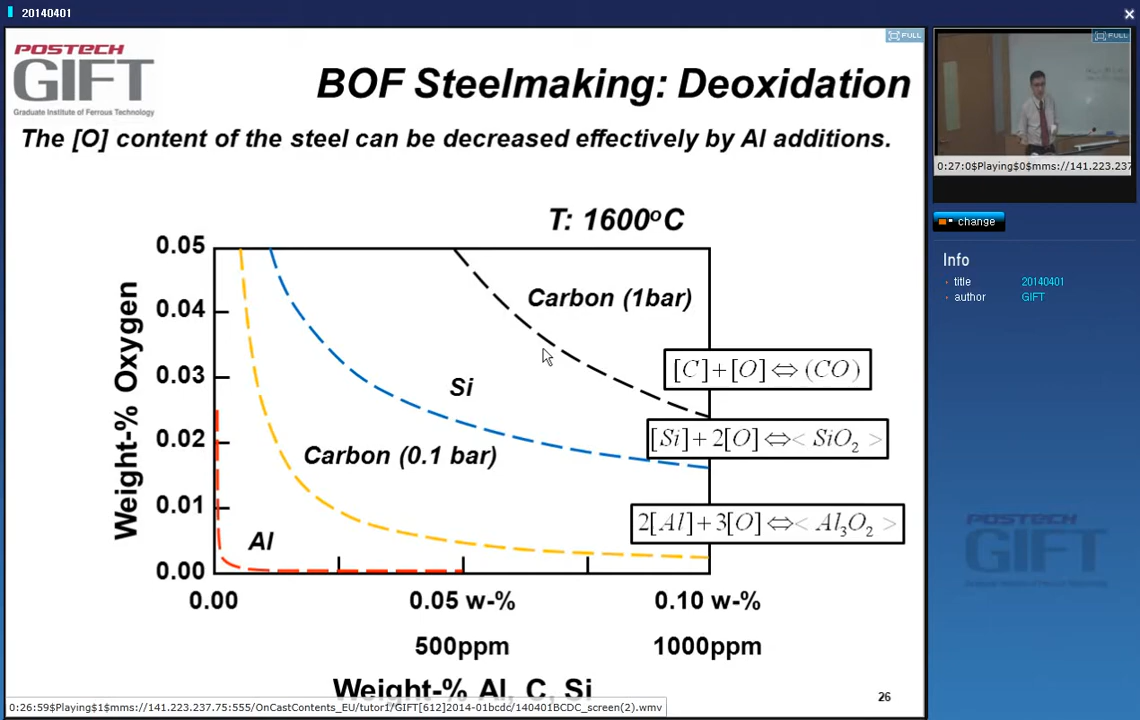 20140401
FULL
FULL
POSTECH
GIFT
Graduate Institute of Ferrous Technology
BOF Steelmaking: Deoxidation
The [O] content of the steel can be decreased effectively by Al additions.
T: 1600°C
Weight-% Oxygen
0.05
0.04
0.03
0.02
0.01
0.00
Carbon (1bar)
Si
Carbon (0.1 bar)
Al
[C]+[O]⇔(CO)
[Si]+2[O]⇔< SiO₂ >
2[Al]+3[O]⇔< Al₃O₂ >
0.00
0.05 w-%
0.10 w-%
500ppm
1000ppm
Weight-% Al, C, Si
26
0:26:59$Playing$1$mms://141.223.237.75:555/OnCastContents_EU/tutor1/GIFT[612]2014-01bcdc/140401BCDC_screen(2).wmv
0:27:0$Playing$0$mms://141.223.237
change
Info
title 20140401
author GIFT
POSTECH
GIFT